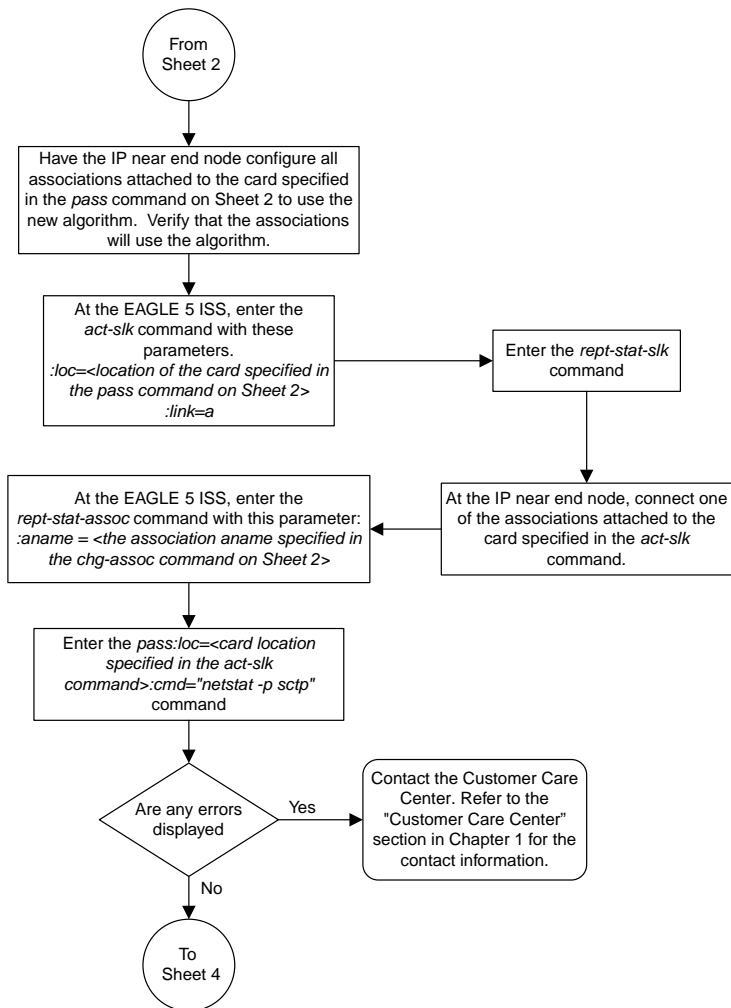 From
Sheet 2
Have the IP near end node configure all
associations attached to the card specified
in the pass command on Sheet 2 to use the
new algorithm.  Verify that the associations
will use the algorithm.
At the EAGLE 5 ISS, enter the
act-slk command with these
parameters.
:loc=<location of the card specified in
the pass command on Sheet 2>
:link=a
Enter the rept-stat-slk
command
At the IP near end node, connect one
of the associations attached to the
card specified in the act-slk
command.
At the EAGLE 5 ISS, enter the
rept-stat-assoc command with this parameter:
:aname = <the association aname specified in
the chg-assoc command on Sheet 2>
Enter the pass:loc=<card location
specified in the act-slk
command>:cmd="netstat -p sctp"
command
Are any errors
displayed
Yes
Contact the Customer Care
Center. Refer to the
"Customer Care Center”
section in Chapter 1 for the
contact information.
No
To
Sheet 4